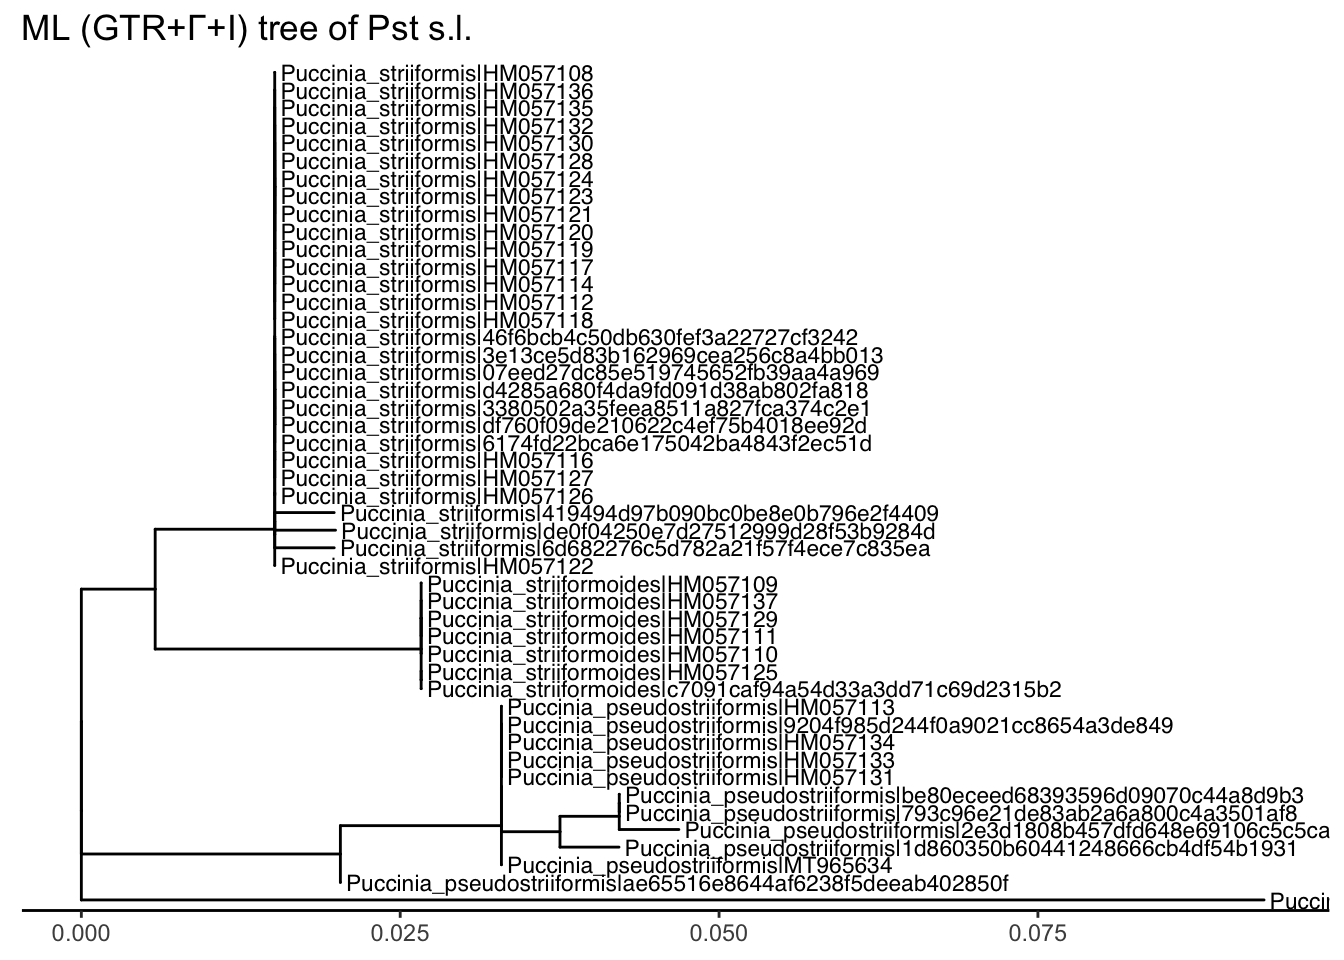 ML (GTR+Γ+I) tree of Pst s.l.
Puccinia_striiformis|HM057108
Puccinia_striiformis|HM057136
Puccinia_striiformis|HM057135
Puccinia_striiformis|HM057132
Puccinia_striiformis|HM057130
Puccinia_striiformis|HM057128
Puccinia_striiformis|HM057124
Puccinia_striiformis|HM057123
Puccinia_striiformis|HM057121
Puccinia_striiformis|HM057120
Puccinia_striiformis|HM057119
Puccinia_striiformis|HM057117
Puccinia_striiformis|HM057114
Puccinia_striiformis|HM057112
Puccinia_striiformis|HM057118
Puccinia_striiformis|46f6bcb4c50db630fef3a22727cf3242
Puccinia_striiformis|3e13ce5d83b162969cea256c8a4bb013
Puccinia_striiformis|07eed27dc85e519745652fb39aa4a969
Puccinia_striiformis|d4285a680f4da9fd091d38ab802fa818
Puccinia_striiformis|3380502a35feea8511a827fca374c2e1
Puccinia_striiformis|df760f09de210622c4ef75b4018ee92d
Puccinia_striiformis|6174fd22bca6e175042ba4843f2ec51d
Puccinia_striiformis|HM057116
Puccinia_striiformis|HM057127
Puccinia_striiformis|HM057126
Puccinia_striiformis|419494d97b090bc0be8e0b796e2f4409
Puccinia_striiformis|de0f04250e7d27512999d28f53b9284d
Puccinia_striiformis|6d682276c5d782a21f57f4ece7c835ea
Puccinia_striiformis|HM057122
Puccinia_striiformoides|HM057109
Puccinia_striiformoides|HM057137
Puccinia_striiformoides|HM057129
Puccinia_striiformoides|HM057111
Puccinia_striiformoides|HM057110
Puccinia_striiformoides|HM057125
Puccinia_striiformoides|c7091caf94a54d33a3dd71c69d2315b2
Puccinia_pseudostriiformis|HM057113
Puccinia_pseudostriiformis|9204f985d244f0a9021cc8654a3de849
Puccinia_pseudostriiformis|HM057134
Puccinia_pseudostriiformis|HM057133
Puccinia_pseudostriiformis|HM057131
Puccinia_pseudostriiformis|be80eceed68393596d09070c44a8d9b3
Puccinia_pseudostriiformis|793c96e21de83ab2a6a800c4a3501af8
Puccinia_pseudostriiformis|2e3d1808b457dfd648e69106c5c5ca
Puccinia_pseudostriiformis|1d860350b60441248666cb4df54b1931
Puccinia_pseudostriiformis|MT965634
Puccinia_pseudostriiformis|ae65516e8644af6238f5deeab402850f
Pucci
0.000 0.025 0.050 0.075